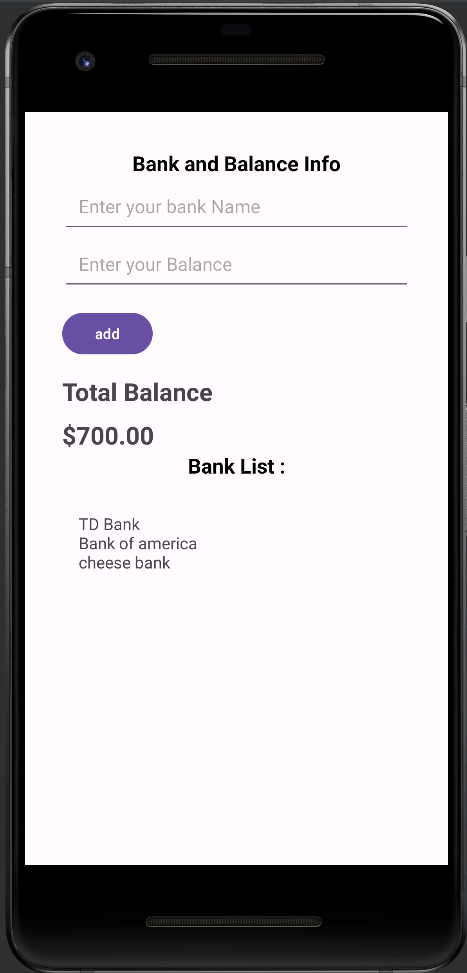 Bank and Balance Info
Enter your bank Name
Enter your Balance
add
Total Balance
$700.00
Bank List :
TD Bank
Bank of america
cheese bank